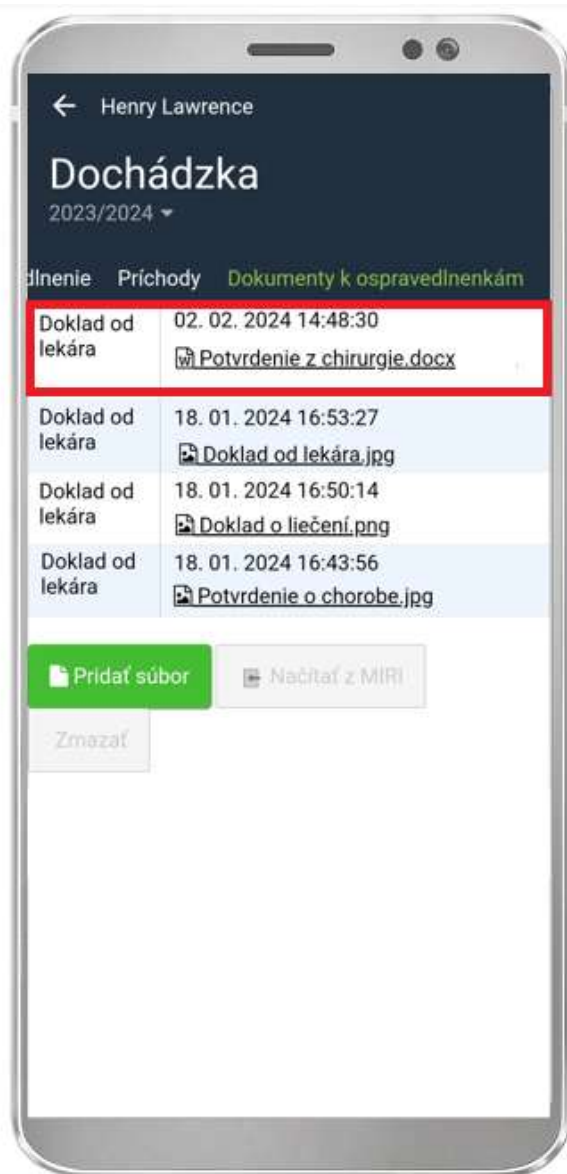 ← Henry Lawrence
Dochádzka
2023/2024
dlnenie Príchody Dokumenty k ospravedlnenkám
Doklad od lekára 02. 02. 2024 14:48:30
Potvrdenie z chirurgie.docx
Doklad od lekára 18. 01. 2024 16:53:27
Doklad od lekára.jpg
Doklad od lekára 18. 01. 2024 16:50:14
Doklad o liečení.png
Doklad od lekára 18. 01. 2024 16:43:56
Potvrdenie o chorobe.jpg
Pridať súbor Načítať z MIRI
Zmazať